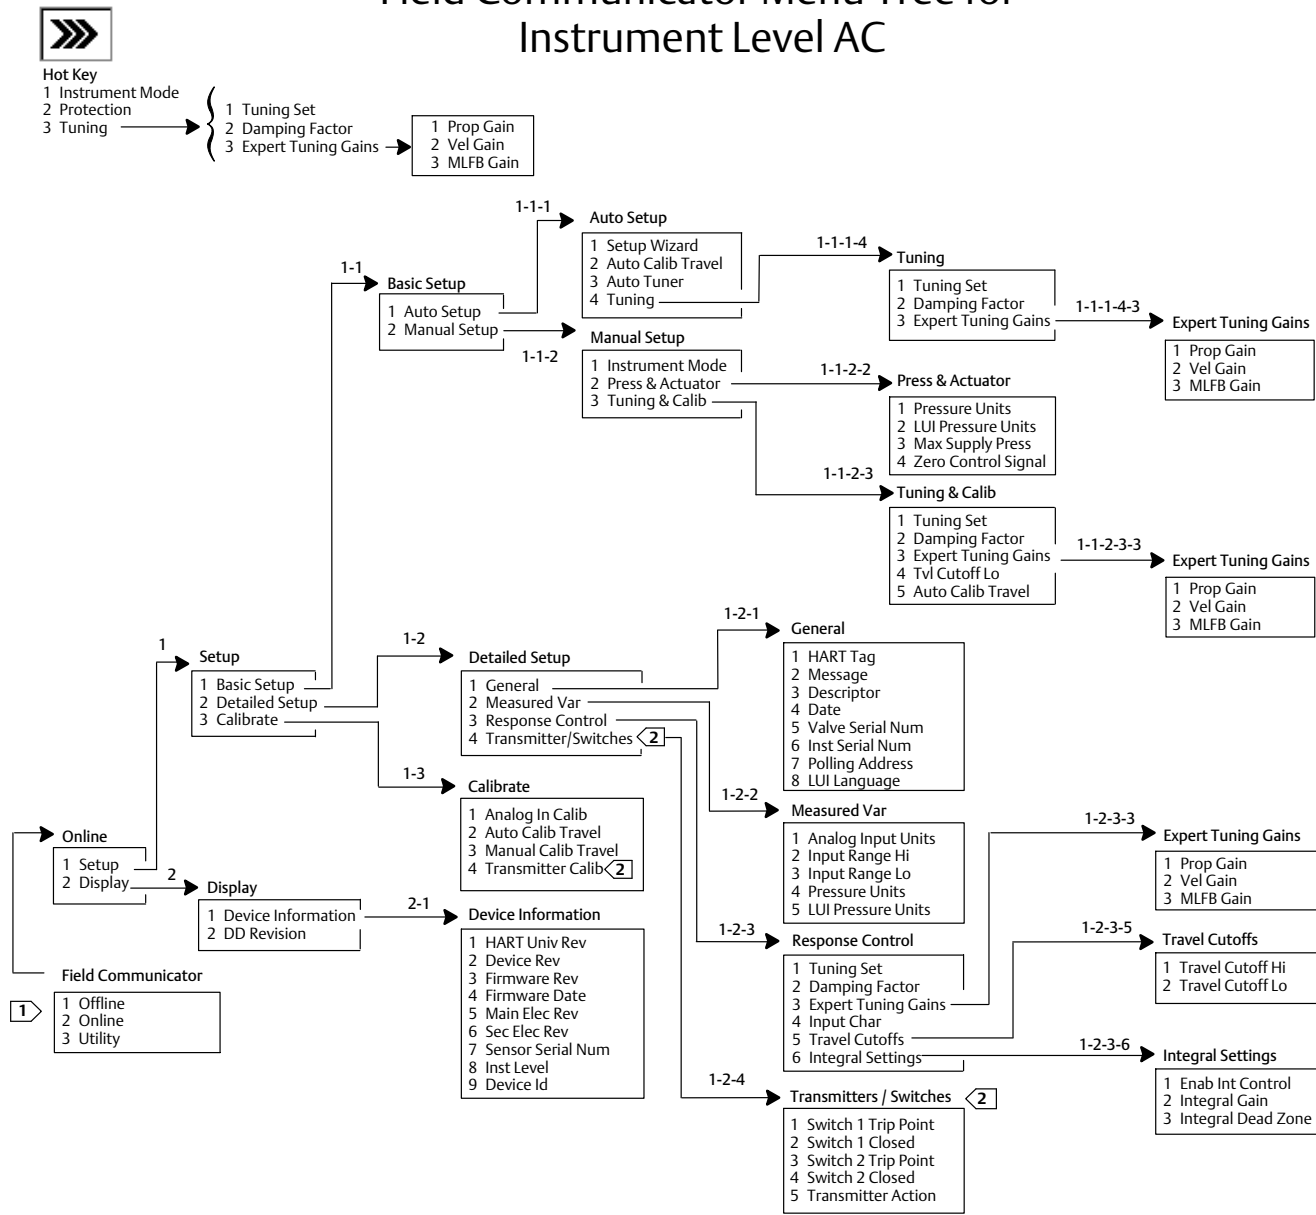 Field Communicator Menu Tree for
Instrument Level AC
Hot Key
1 Instrument Mode
2 Protection
3 Tuning
1 Tuning Set
2 Damping Factor
3 Expert Tuning Gains
1 Prop Gain
2 Vel Gain
3 MLFB Gain
1-1-1
Auto Setup
1 Setup Wizard
2 Auto Calib Travel
3 Auto Tuner
4 Tuning
1-1-1-4
Tuning
1 Tuning Set
2 Damping Factor
3 Expert Tuning Gains
1-1-1-4-3
Expert Tuning Gains
1 Prop Gain
2 Vel Gain
3 MLFB Gain
1-1
Basic Setup
1 Auto Setup
2 Manual Setup
1-1-2
Manual Setup
1 Instrument Mode
2 Press & Actuator
3 Tuning & Calib
1-1-2-2
Press & Actuator
1 Pressure Units
2 LUI Pressure Units
3 Max Supply Press
4 Zero Control Signal
1-1-2-3
Tuning & Calib
1 Tuning Set
2 Damping Factor
3 Expert Tuning Gains
4 Tvl Cutoff Lo
5 Auto Calib Travel
1-1-2-3-3
Expert Tuning Gains
1 Prop Gain
2 Vel Gain
3 MLFB Gain
1
Setup
1 Basic Setup
2 Detailed Setup
3 Calibrate
1-2
Detailed Setup
1 General
2 Measured Var
3 Response Control
4 Transmitter/Switches 2
1-2-1
General
1 HART Tag
2 Message
3 Descriptor
4 Date
5 Valve Serial Num
6 Inst Serial Num
7 Polling Address
8 LUI Language
1-3
Calibrate
1 Analog In Calib
2 Auto Calib Travel
3 Manual Calib Travel
4 Transmitter Calib 2
1-2-2
Measured Var
1 Analog Input Units
2 Input Range Hi
3 Input Range Lo
4 Pressure Units
5 LUI Pressure Units
1-2-3-3
Expert Tuning Gains
1 Prop Gain
2 Vel Gain
3 MLFB Gain
Online
1 Setup
2 Display
2
Display
1 Device Information
2 DD Revision
2-1
Device Information
1 HART Univ Rev
2 Device Rev
3 Firmware Rev
4 Firmware Date
5 Main Elec Rev
6 Sec Elec Rev
7 Sensor Serial Num
8 Inst Level
9 Device Id
1-2-3
Response Control
1 Tuning Set
2 Damping Factor
3 Expert Tuning Gains
4 Input Char
5 Travel Cutoffs
6 Integral Settings
1-2-3-5
Travel Cutoffs
1 Travel Cutoff Hi
2 Travel Cutoff Lo
Field Communicator
1
1 Offline
2 Online
3 Utility
1-2-3-6
Integral Settings
1 Enab Int Control
2 Integral Gain
3 Integral Dead Zone
1-2-4
Transmitters / Switches 2
1 Switch 1 Trip Point
2 Switch 1 Closed
3 Switch 2 Trip Point
4 Switch 2 Closed
5 Transmitter Action